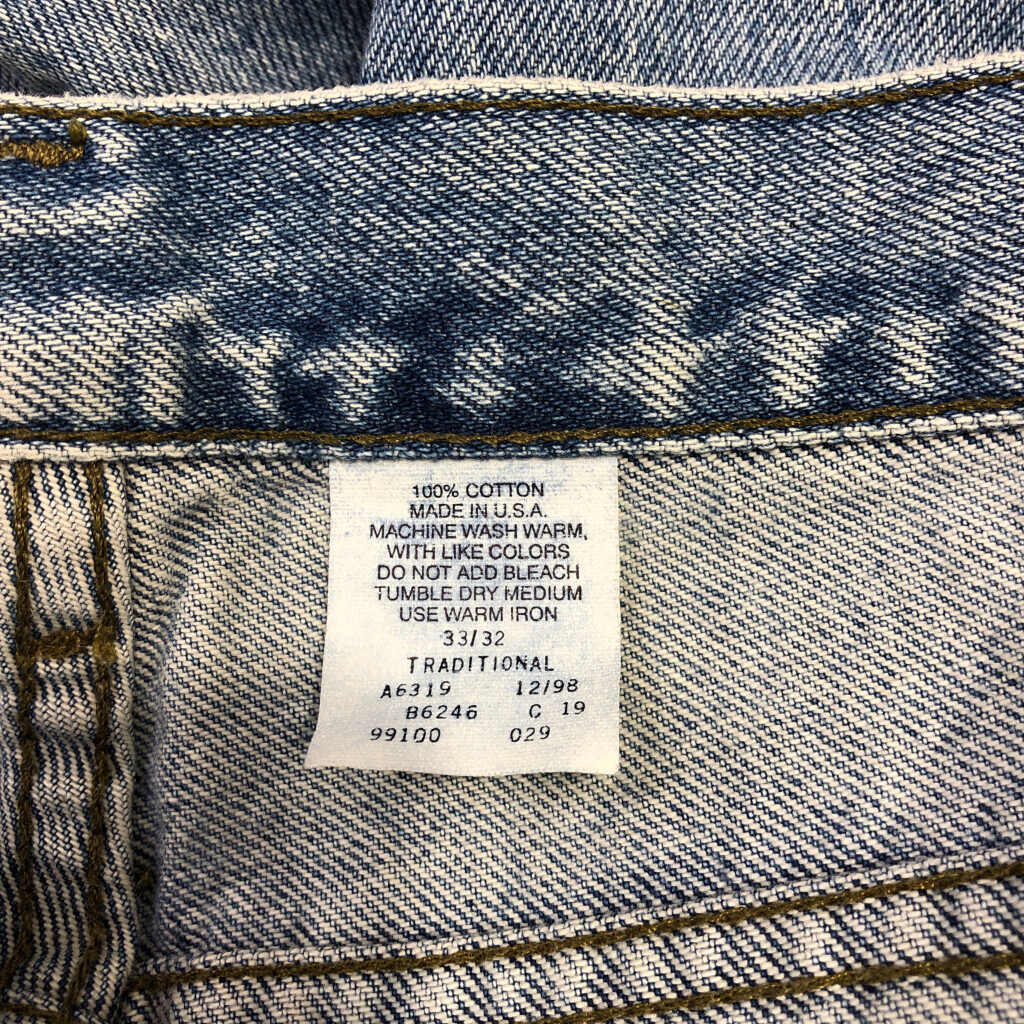 100% COTTON
MADE IN U.S.A.
MACHINE WASH WARM,
WITH LIKE COLORS
DO NOT ADD BLEACH
TUMBLE DRY MEDIUM
USE WARM IRON
33/32
TRADITIONAL
A6319 12/98
B6246 C 19
99100 029